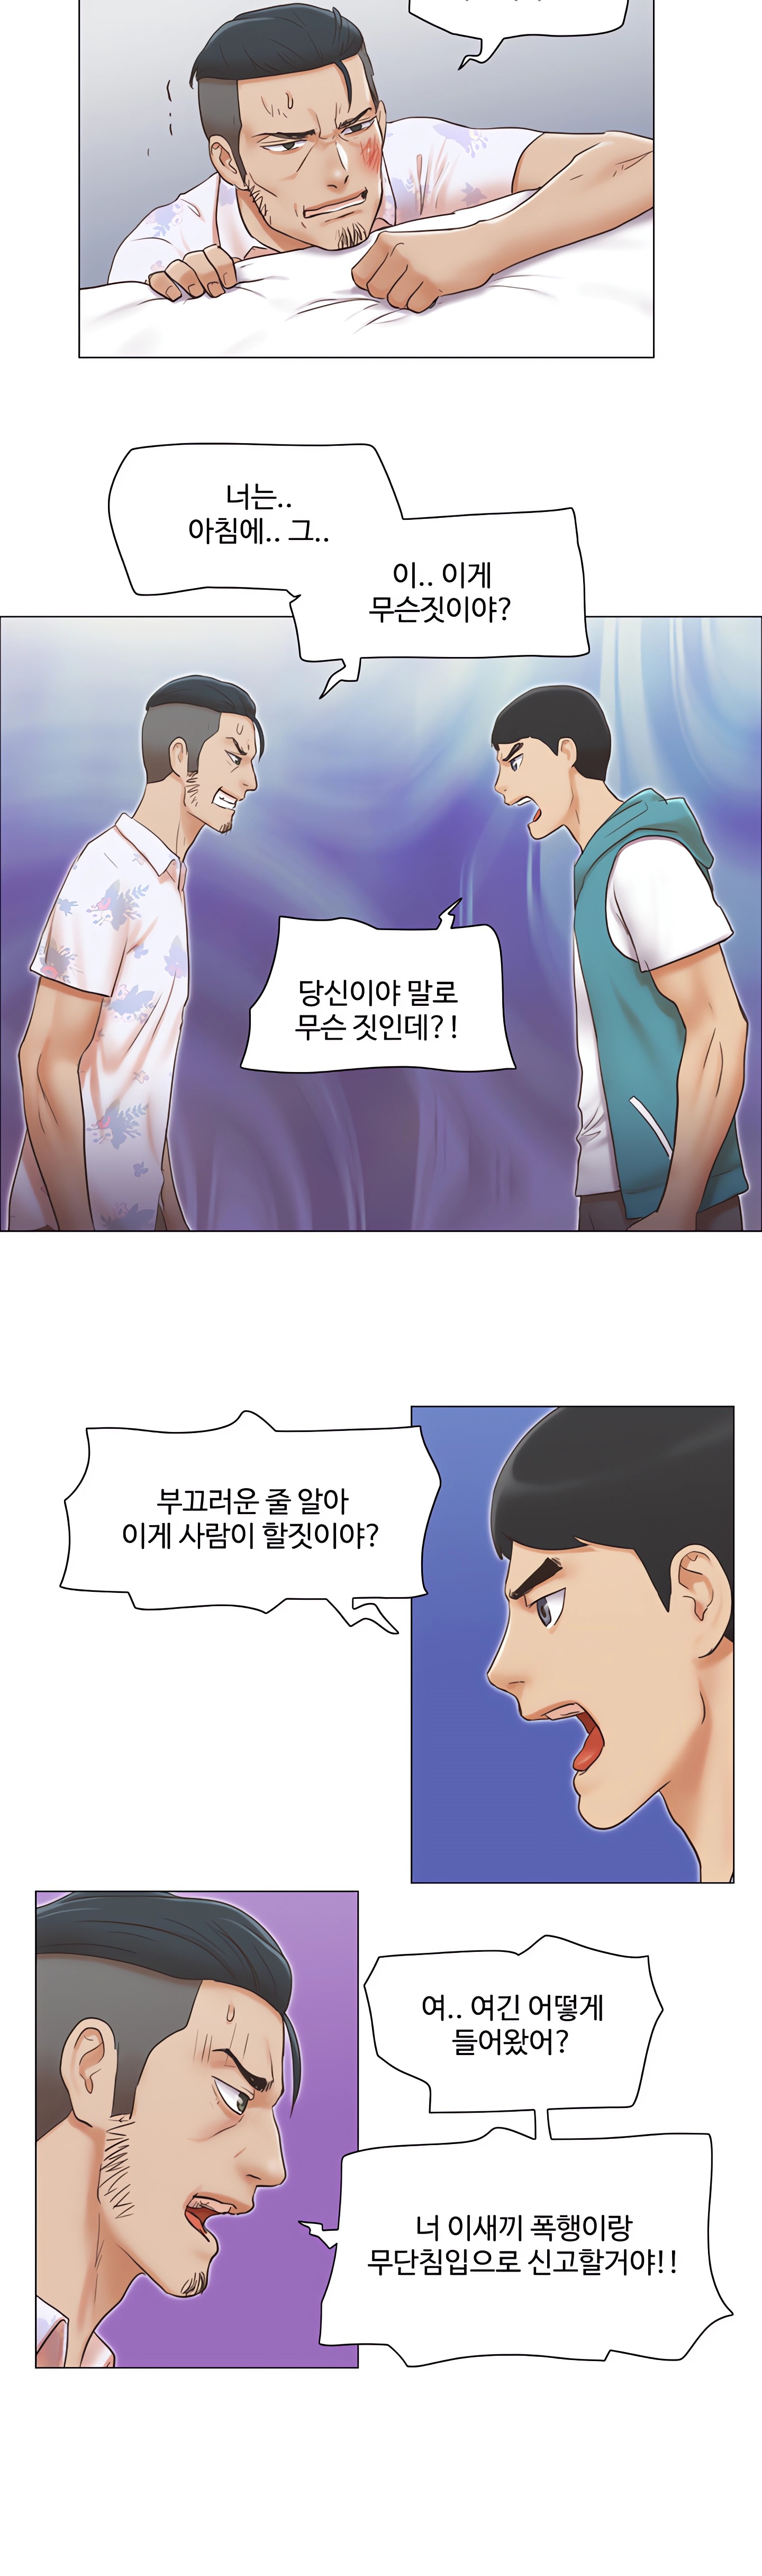 너는..
아침에.. 그..
이.. 이게
무슨짓이야?
당신이야 말로
무슨 짓인데?!
부끄러운 줄 알아
이게 사람이 할짓이야?
여.. 여긴 어떻게
들어왔어?
너 이새끼 폭행이랑
무단침입으로 신고할거야!!